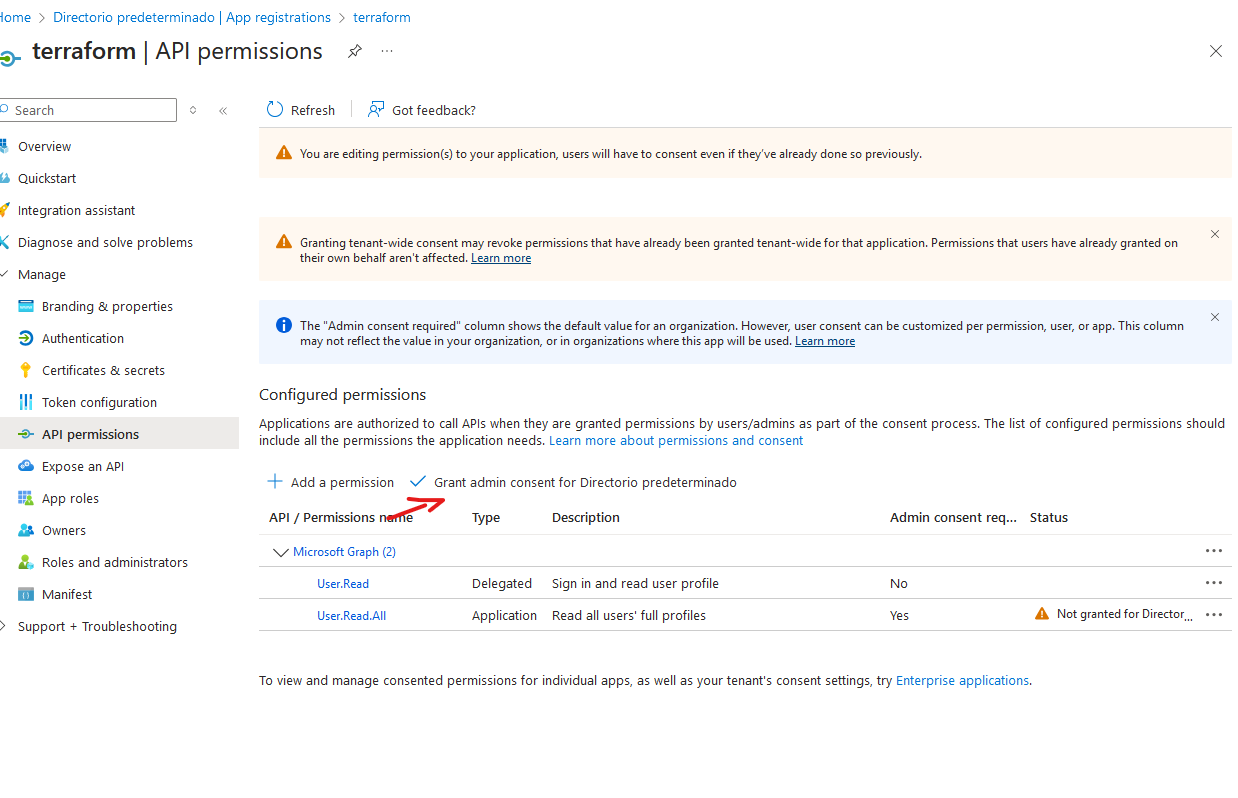 Home > Directorio predeterminado | App registrations > terraform
terraform | API permissions
Search
Refresh
Got feedback?
Overview
Quickstart
Integration assistant
Diagnose and solve problems
Manage
Branding & properties
Authentication
Certificates & secrets
Token configuration
API permissions
Expose an API
App roles
Owners
Roles and administrators
Manifest
Support + Troubleshooting
You are editing permission(s) to your application, users will have to consent even if they've already done so previously.
Granting tenant-wide consent may revoke permissions that have already been granted tenant-wide for that application. Permissions that users have already granted on
their own behalf aren't affected. Learn more
The "Admin consent required" column shows the default value for an organization. However, user consent can be customized per permission, user, or app. This column
may not reflect the value in your organization, or in organizations where this app will be used. Learn more
Configured permissions
Applications are authorized to call APIs when they are granted permissions by users/admins as part of the consent process. The list of configured permissions should
include all the permissions the application needs. Learn more about permissions and consent
Add a permission
Grant admin consent for Directorio predeterminado
API / Permissions name Type Description Admin consent req... Status
Microsoft Graph (2)
User.Read Delegated Sign in and read user profile No
User.Read.All Application Read all users' full profiles Yes Not granted for Director...
To view and manage consented permissions for individual apps, as well as your tenant's consent settings, try Enterprise applications.